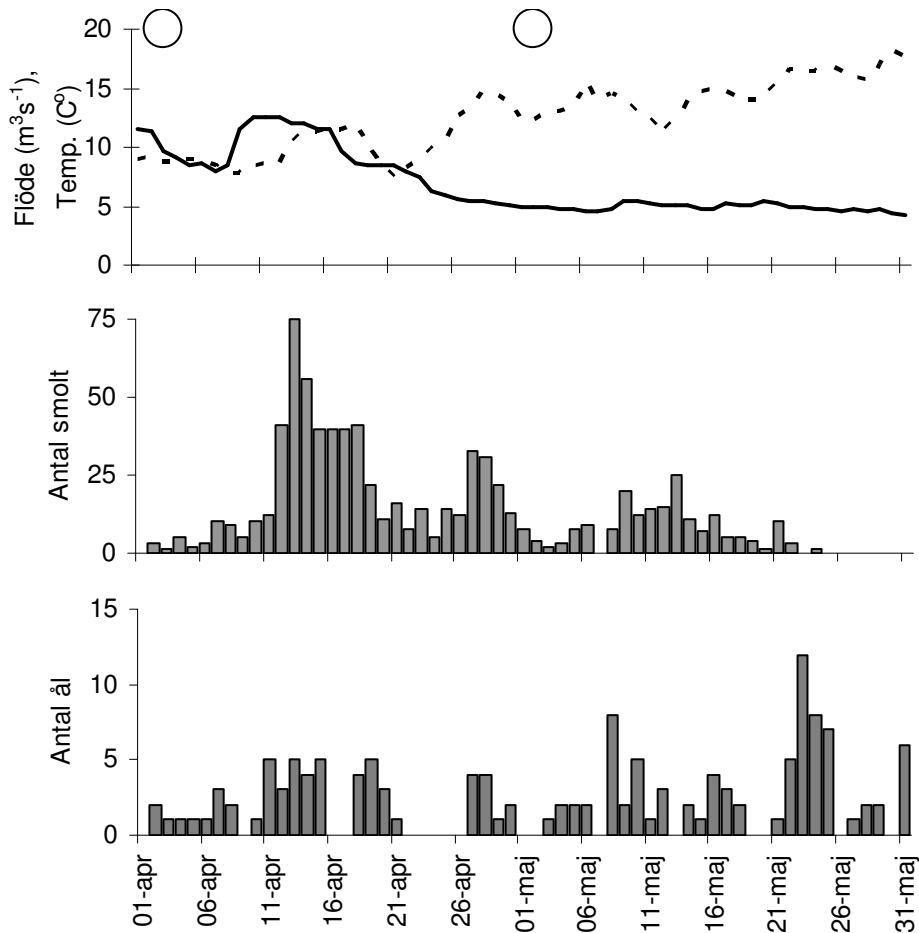 Flöde (m³s⁻¹),
Temp. (Cº)
20
15
10
5
0
Antal smolt
75
50
25
0
Antal ål
15
10
5
0
01-apr
06-apr
11-apr
16-apr
21-apr
26-apr
01-maj
06-maj
11-maj
16-maj
21-maj
26-maj
31-maj